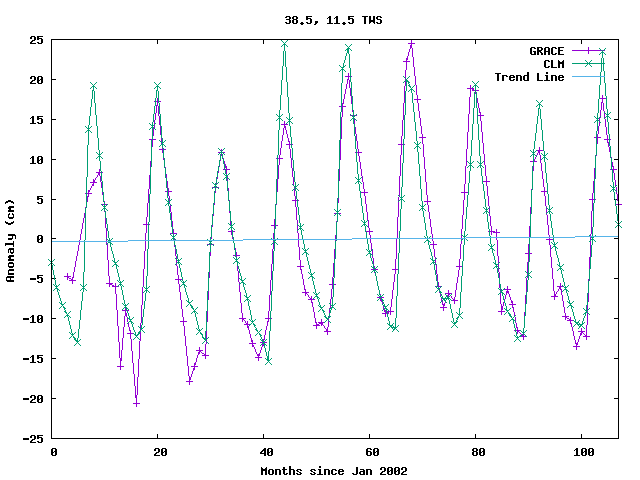 38.5, 11.5 TWS
GRACE
CLM
Trend Line
25
20
15
10
5
0
-5
-10
-15
-20
-25
Anomaly (cm)
0 20 40 60 80 100
Months since Jan 2002